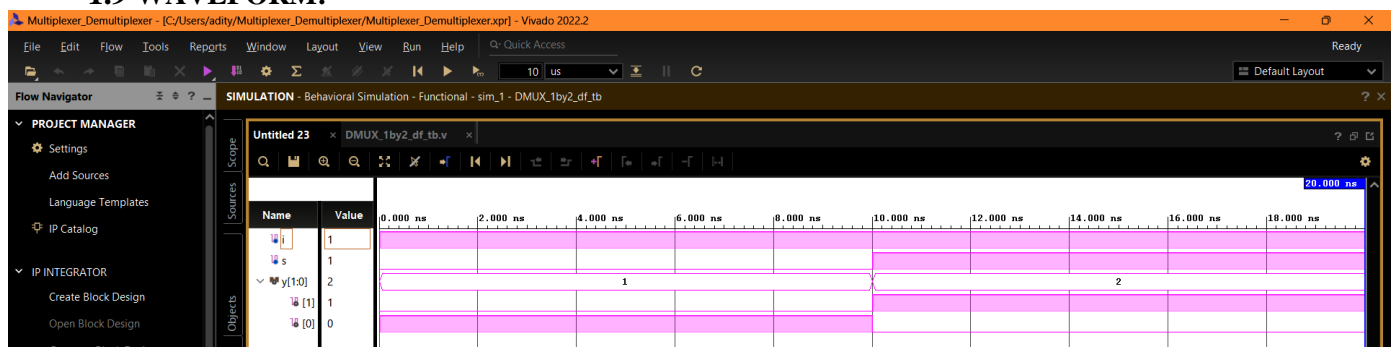 1.9 WAVEFORM:
Multiplexer_Demultiplexer - [C:/Users/adity/Multiplexer_Demultiplexer/Multiplexer_Demultiplexer.xpr] - Vivado 2022.2
File Edit Flow Tools Reports Window Layout View Run Help Quick Access Ready
10 us Default Layout
Flow Navigator SIMULATION - Behavioral Simulation - Functional - sim_1 - DMUX_1by2_df_tb
PROJECT MANAGER
Settings
Add Sources
Language Templates
IP Catalog
IP INTEGRATOR
Create Block Design
Open Block Design
Scope
Sources
Objects
Untitled 23 DMUX_1by2_df_tb.v
20.000 ns
Name Value 0.000 ns 2.000 ns 4.000 ns 6.000 ns 8.000 ns 10.000 ns 12.000 ns 14.000 ns 16.000 ns 18.000 ns
i 1
s 1
y[1:0] 2 1 2
[1] 1
[0] 0